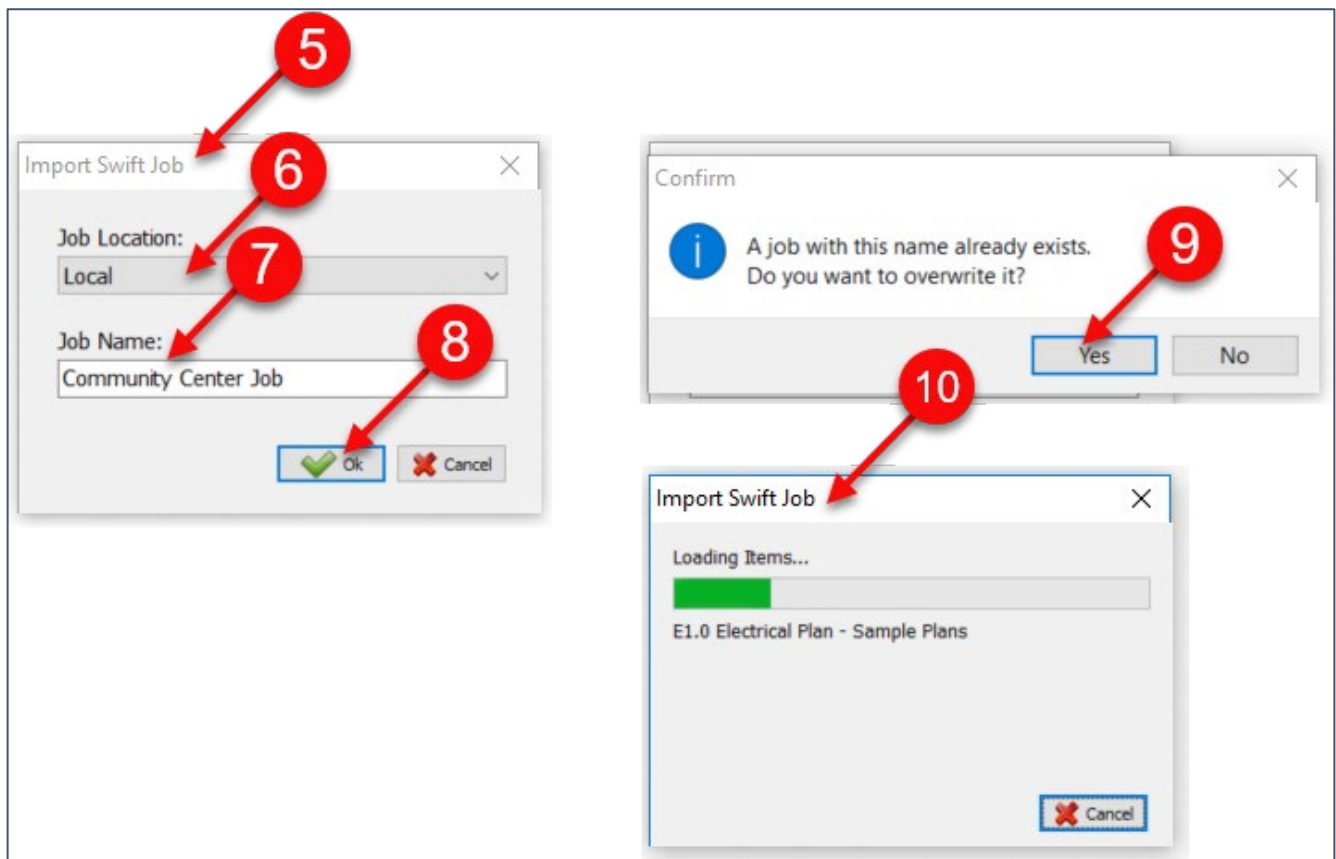 5
Import Swift Job
6
Job Location:
Local
7
Job Name:
Community Center Job
8
Ok
Cancel
Confirm
A job with this name already exists.
Do you want to overwrite it?
9
Yes
No
10
Import Swift Job
Loading Items...
E1.0 Electrical Plan - Sample Plans
Cancel